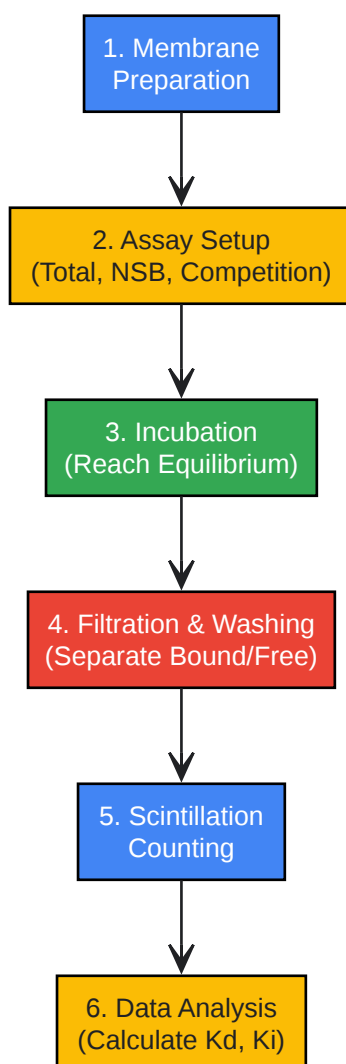 1. Membrane
Preparation
2. Assay Setup
(Total, NSB, Competition)
3. Incubation
(Reach Equilibrium)
4. Filtration & Washing
(Separate Bound/Free)
5. Scintillation
Counting
6. Data Analysis
(Calculate Kd, Ki)